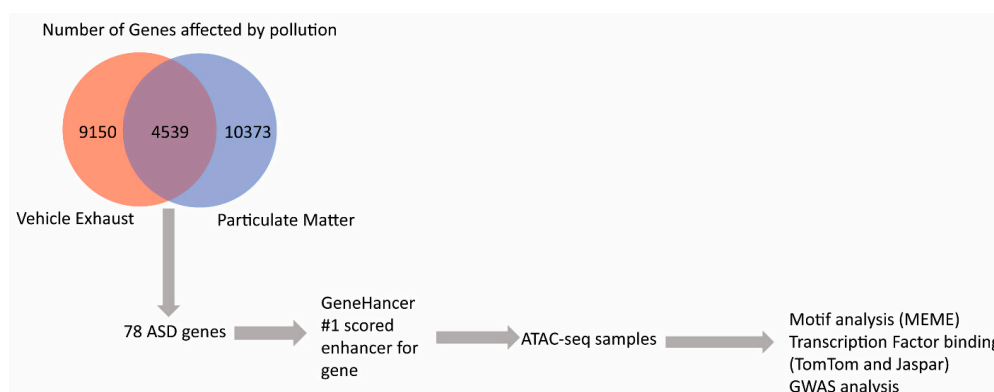 Number of Genes affected by pollution
9150
4539
10373
Vehicle Exhaust
Particulate Matter
78 ASD genes
GeneHancer
#1 scored
enhancer for
gene
ATAC-seq samples
Motif analysis (MEME)
Transcription Factor binding
(TomTom and Jaspar)
GWAS analysis